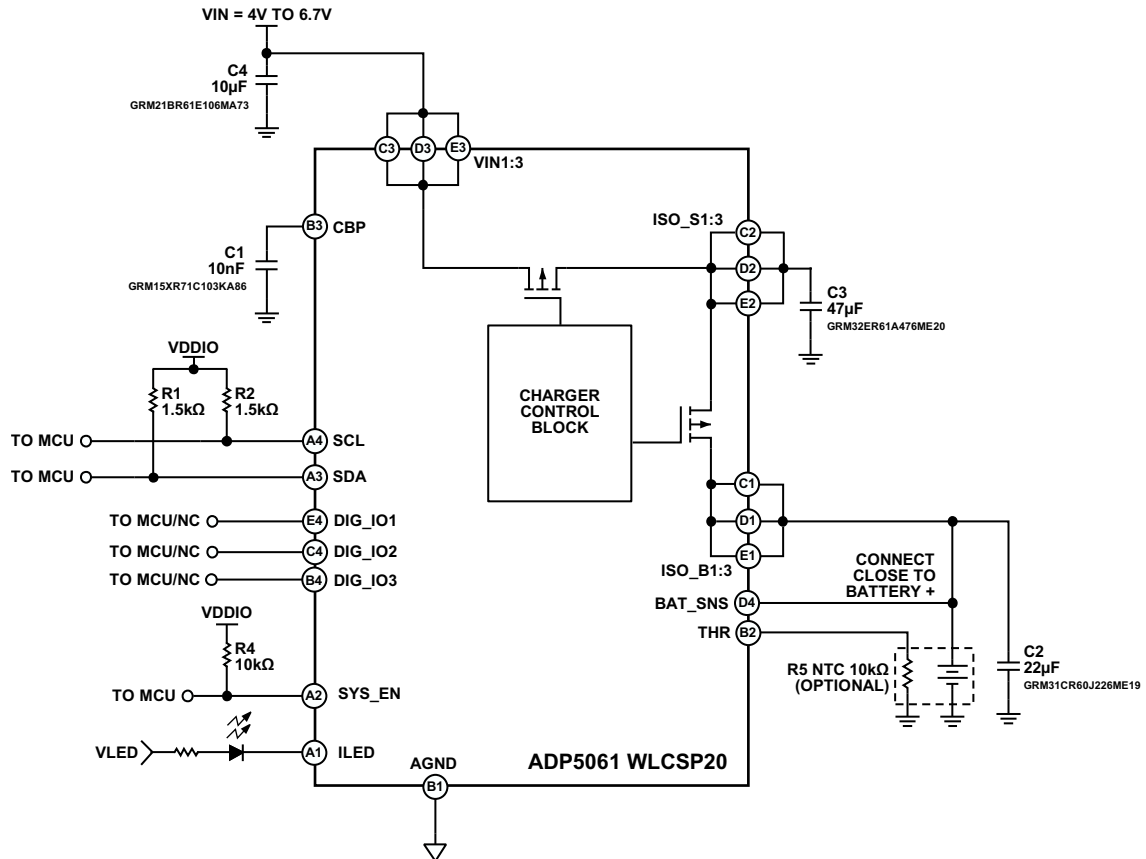 VIN = 4V TO 6.7V
C4
10µF
GRM21BR61E106MA73
C3
D3
E3
VIN1:3
B3
CBP
C1
10nF
GRM15XR71C103KA86
ISO_S1:3
C2
D2
E2
C3
47µF
GRM32ER61A476ME20
VDDIO
R1
1.5kΩ
R2
1.5kΩ
CHARGER
CONTROL
BLOCK
TO MCU
A4
SCL
TO MCU
A3
SDA
TO MCU/NC
E4
DIG_IO1
TO MCU/NC
C4
DIG_IO2
TO MCU/NC
B4
DIG_IO3
C1
D1
E1
ISO_B1:3
CONNECT
CLOSE TO
BATTERY +
BAT_SNS
D4
THR
B2
VDDIO
R4
10kΩ
R5 NTC 10kΩ
(OPTIONAL)
C2
22µF
GRM31CR60J226ME19
TO MCU
A2
SYS_EN
VLED
A1
ILED
AGND
B1
ADP5061 WLCSP20